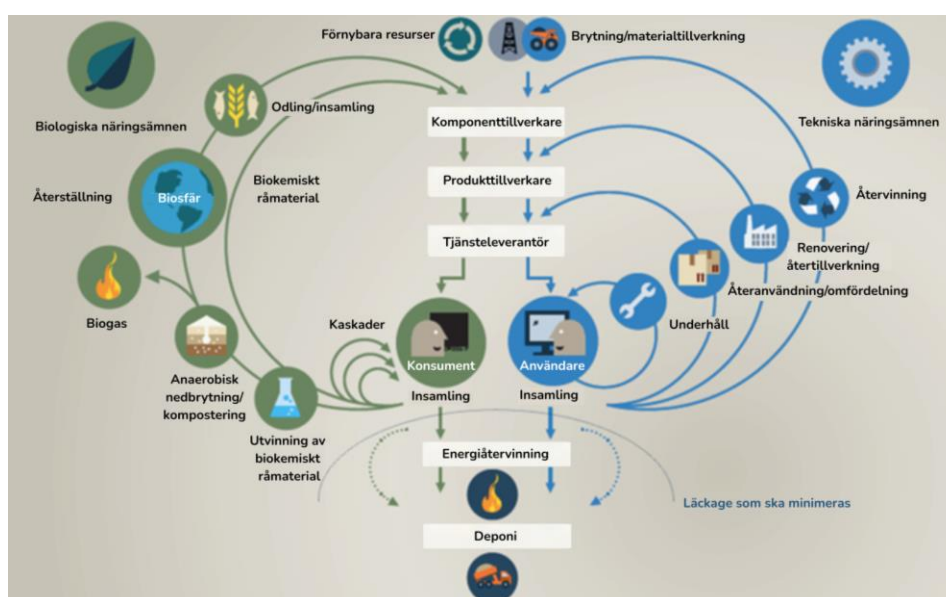 Förnybara resurser
Brytning/materialtillverkning
Biologiska näringsämnen
Odling/insamling
Komponenttillverkare
Tekniska näringsämnen
Återställning
Biosfär
Biokemiskt
råmaterial
Produkttillverkare
Återvinning
Tjänsteleverantör
Renovering/
återtillverkning
Återanvändning/omfördelning
Biogas
Kaskader
Underhåll
Konsument
Användare
Anaerobisk
nedbrytning/
kompostering
Insamling
Insamling
Utvinning av
biokemiskt
råmaterial
Energiåtervinning
Läckage som ska minimeras
Deponi